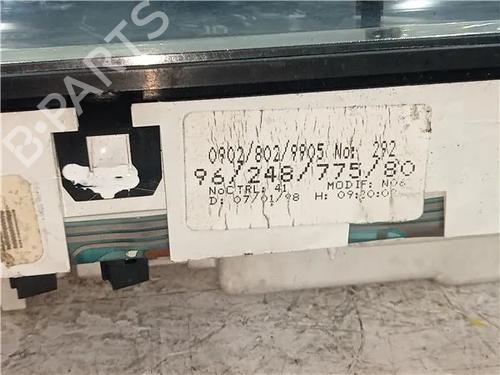 B-PARTS
0902/802/9905 No: 292
96/248/775/80
NoCTRL: 41 MODIF: N06
D: 07/01/98 H: 09:20:02